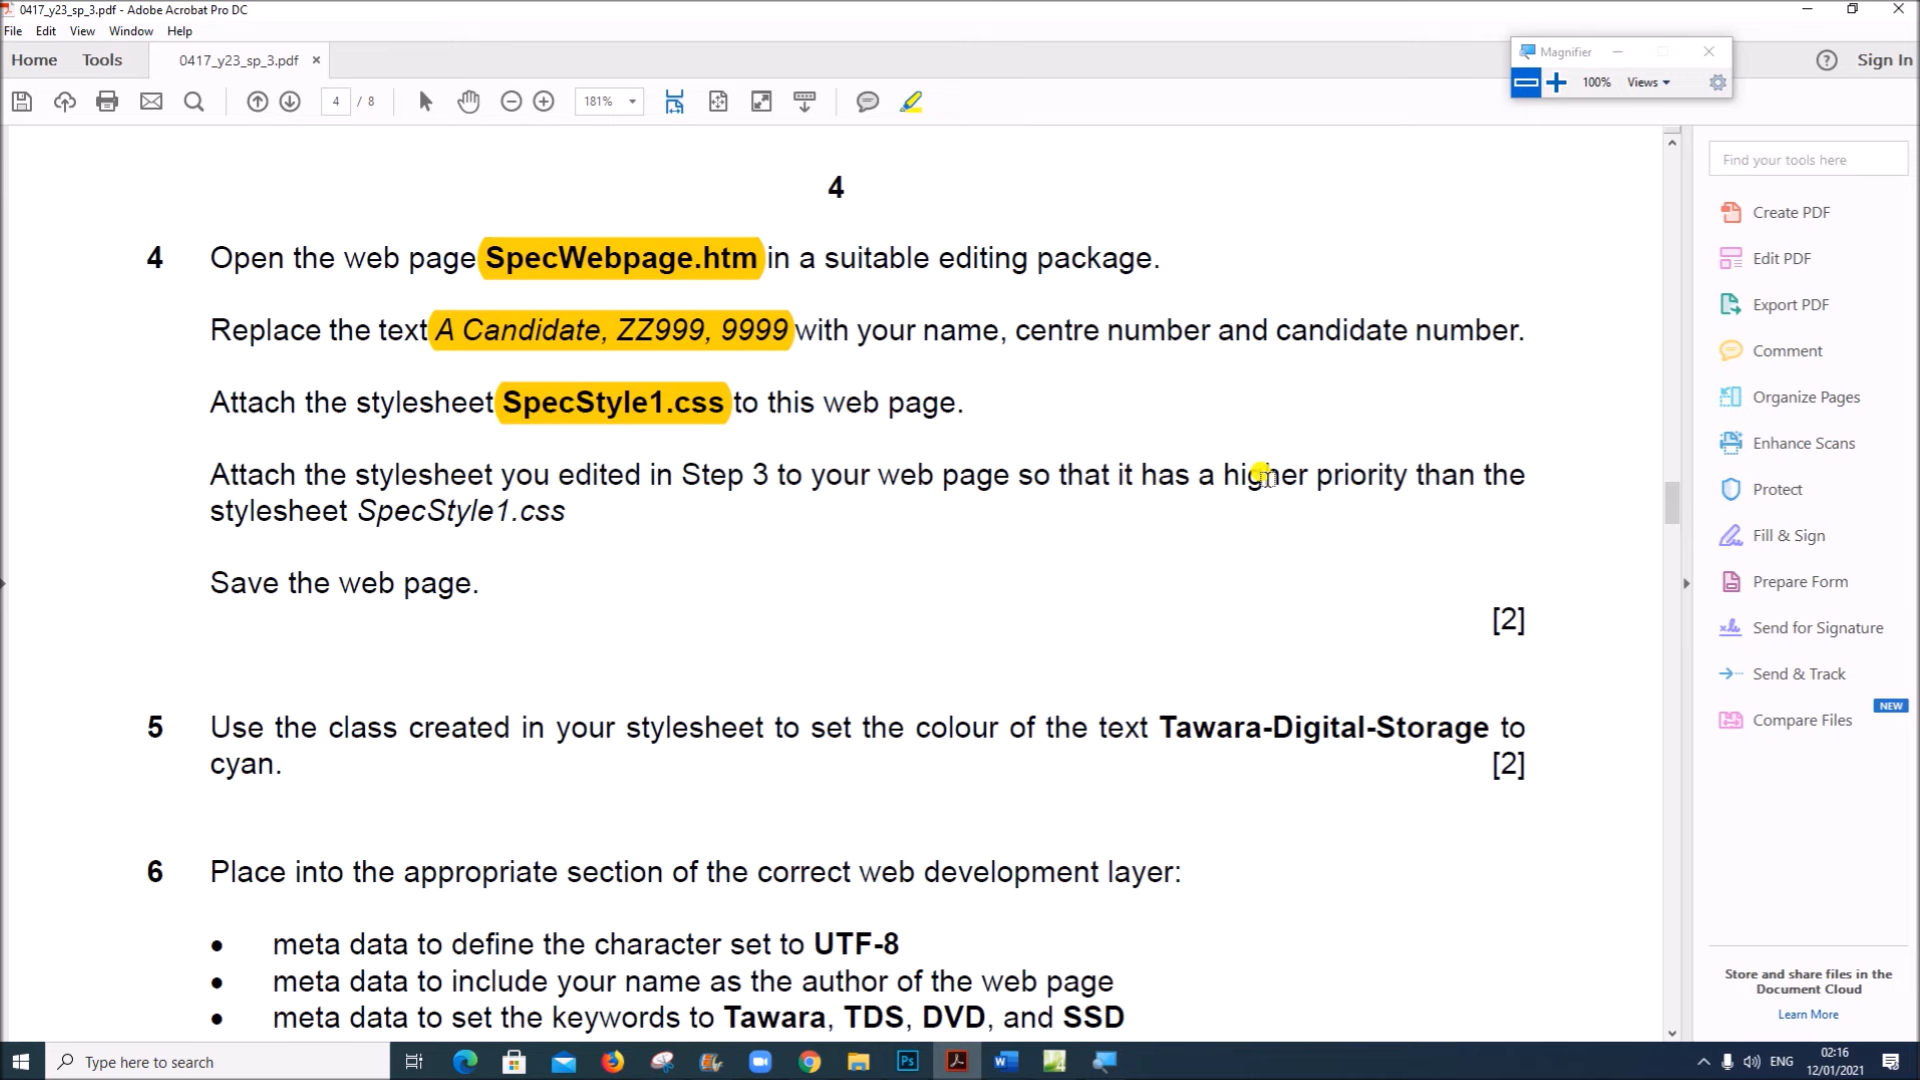 0417_y23_sp_3.pdf - Adobe Acrobat Pro DC
File Edit View Window Help
Home Tools 0417_y23_sp_3.pdf ×
Magnifier
100% Views
Sign In
4 / 8
181%
4
4 Open the web page SpecWebpage.htm in a suitable editing package.
Replace the text A Candidate, ZZ999, 9999 with your name, centre number and candidate number.
Attach the stylesheet SpecStyle1.css to this web page.
Attach the stylesheet you edited in Step 3 to your web page so that it has a higher priority than the
stylesheet SpecStyle1.css
Save the web page.
[2]
5 Use the class created in your stylesheet to set the colour of the text Tawara-Digital-Storage to
cyan. [2]
6 Place into the appropriate section of the correct web development layer:
• meta data to define the character set to UTF-8
• meta data to include your name as the author of the web page
• meta data to set the keywords to Tawara, TDS, DVD, and SSD
Find your tools here
Create PDF
Edit PDF
Export PDF
Comment
Organize Pages
Enhance Scans
Protect
Fill & Sign
Prepare Form
Send for Signature
Send & Track
NEW
Compare Files
Store and share files in the
Document Cloud
Learn More
Type here to search
Ps
ENG
02:16
12/01/2021